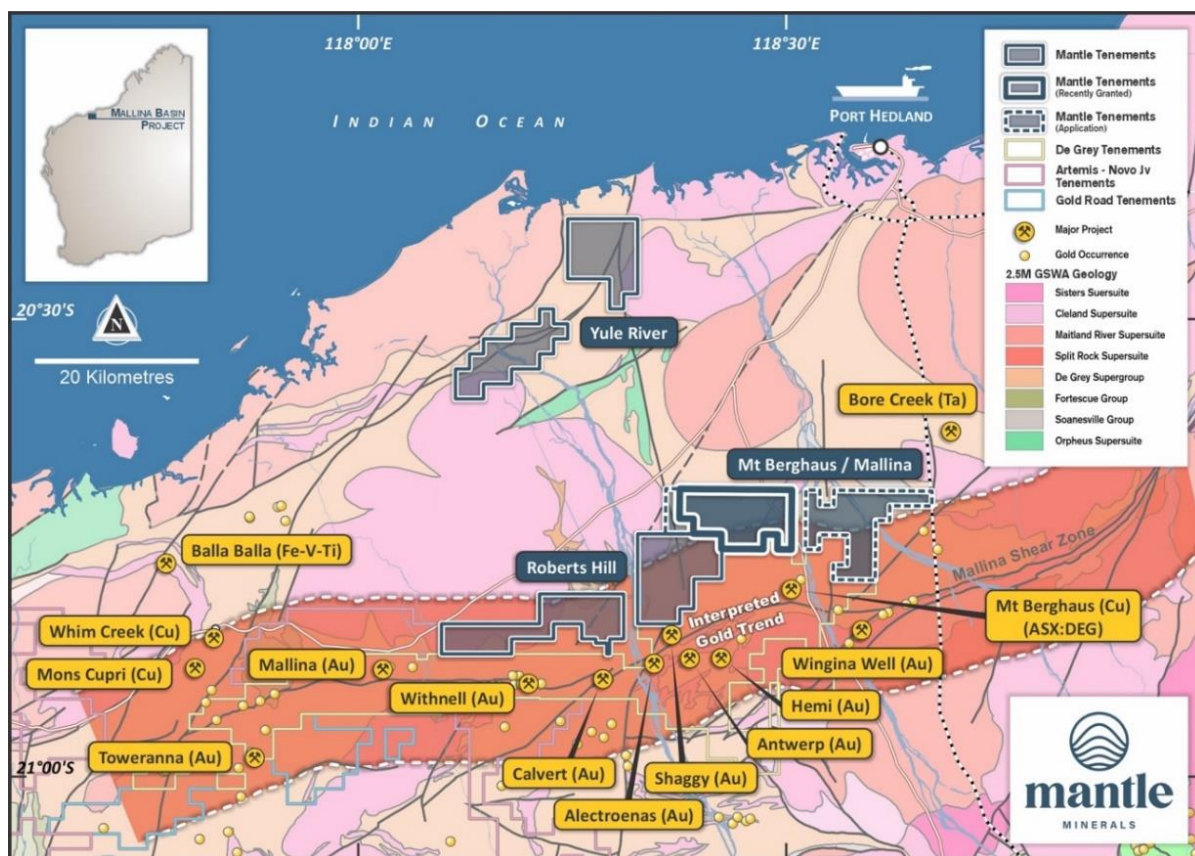 118°00'E
118°30'E
MALLINA BASIN
PROJECT
INDIAN OCEAN
PORT HEDLAND
Mantle Tenements
Mantle Tenements
(Recently Granted)
Mantle Tenements
(Application)
De Grey Tenements
Artemis - Novo Jv
Tenements
Gold Road Tenements
Major Project
Gold Occurrence
2.5M GSWA Geology
Sisters Suersuite
Cleland Supersuite
Maitland River Supersuite
Split Rock Supersuite
De Grey Supergroup
Fortescue Group
Soanesville Group
Orpheus Supersuite
20°30'S
N
20 Kilometres
Yule River
Bore Creek (Ta)
Mt Berghaus / Mallina
Balla Balla (Fe-V-Ti)
Roberts Hill
Mallina Shear Zone
Interpreted
Gold Trend
Mt Berghaus (Cu)
(ASX:DEG)
Whim Creek (Cu)
Mons Cupri (Cu)
Mallina (Au)
Withnell (Au)
Wingina Well (Au)
Hemi (Au)
Toweranna (Au)
Antwerp (Au)
Calvert (Au)
Shaggy (Au)
Alectroenas (Au)
21°00'S
mantle
MINERALS